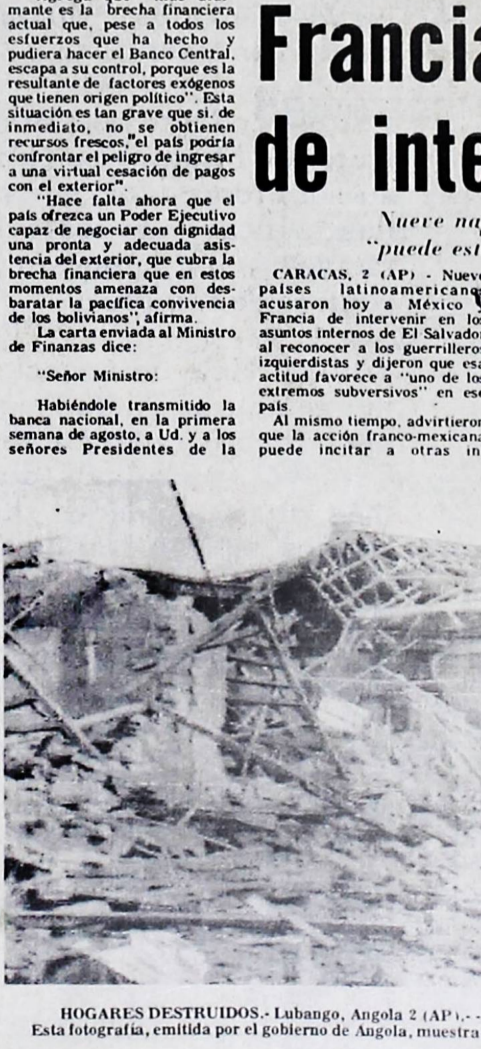 mante es la brecha financiera
actual que, pese a todos los
esfuerzos que ha hecho y
pudiera hacer el Banco Central,
escapa a su control, porque es la
resultante de factores exógenos
que tienen origen político". Esta
situación es tan grave que si. de
inmediato, no se obtienen
recursos frescos,"el país podría
confrontar el peligro de ingresar
a una virtual cesación de pagos
con el exterior".
"Hace falta ahora que el
país ofrezca un Poder Ejecutivo
capaz de negociar con dignidad
una pronta y adecuada asis-
tencia del exterior, que cubra la
brecha financiera que en estos
momentos amenaza con des-
baratar la pacífica convivencia
de los bolivianos", afirma.
La carta enviada al Ministro
de Finanzas dice:
"Señor Ministro:
Habiéndole transmitido la
banca nacional, en la primera
semana de agosto, a Ud. y a los
señores Presidentes de la
Francia
de inte
Nueve na
"puede est
CARACAS, 2 (AP) - Nueve
países latinoamericanos
acusaron hoy a México y
Francia de intervenir en los
asuntos internos de El Salvador
al reconocer a los guerrilleros
izquierdistas y dijeron que esa
actitud favorece a "uno de los
extremos subversivos" en ese
país.
Al mismo tiempo, advirtieron
que la acción franco-mexicana
puede incitar a otras in
HOGARES DESTRUIDOS.- Lubango, Angola 2 (AP).- -
Esta fotografía, emitida por el gobierno de Angola, muestra